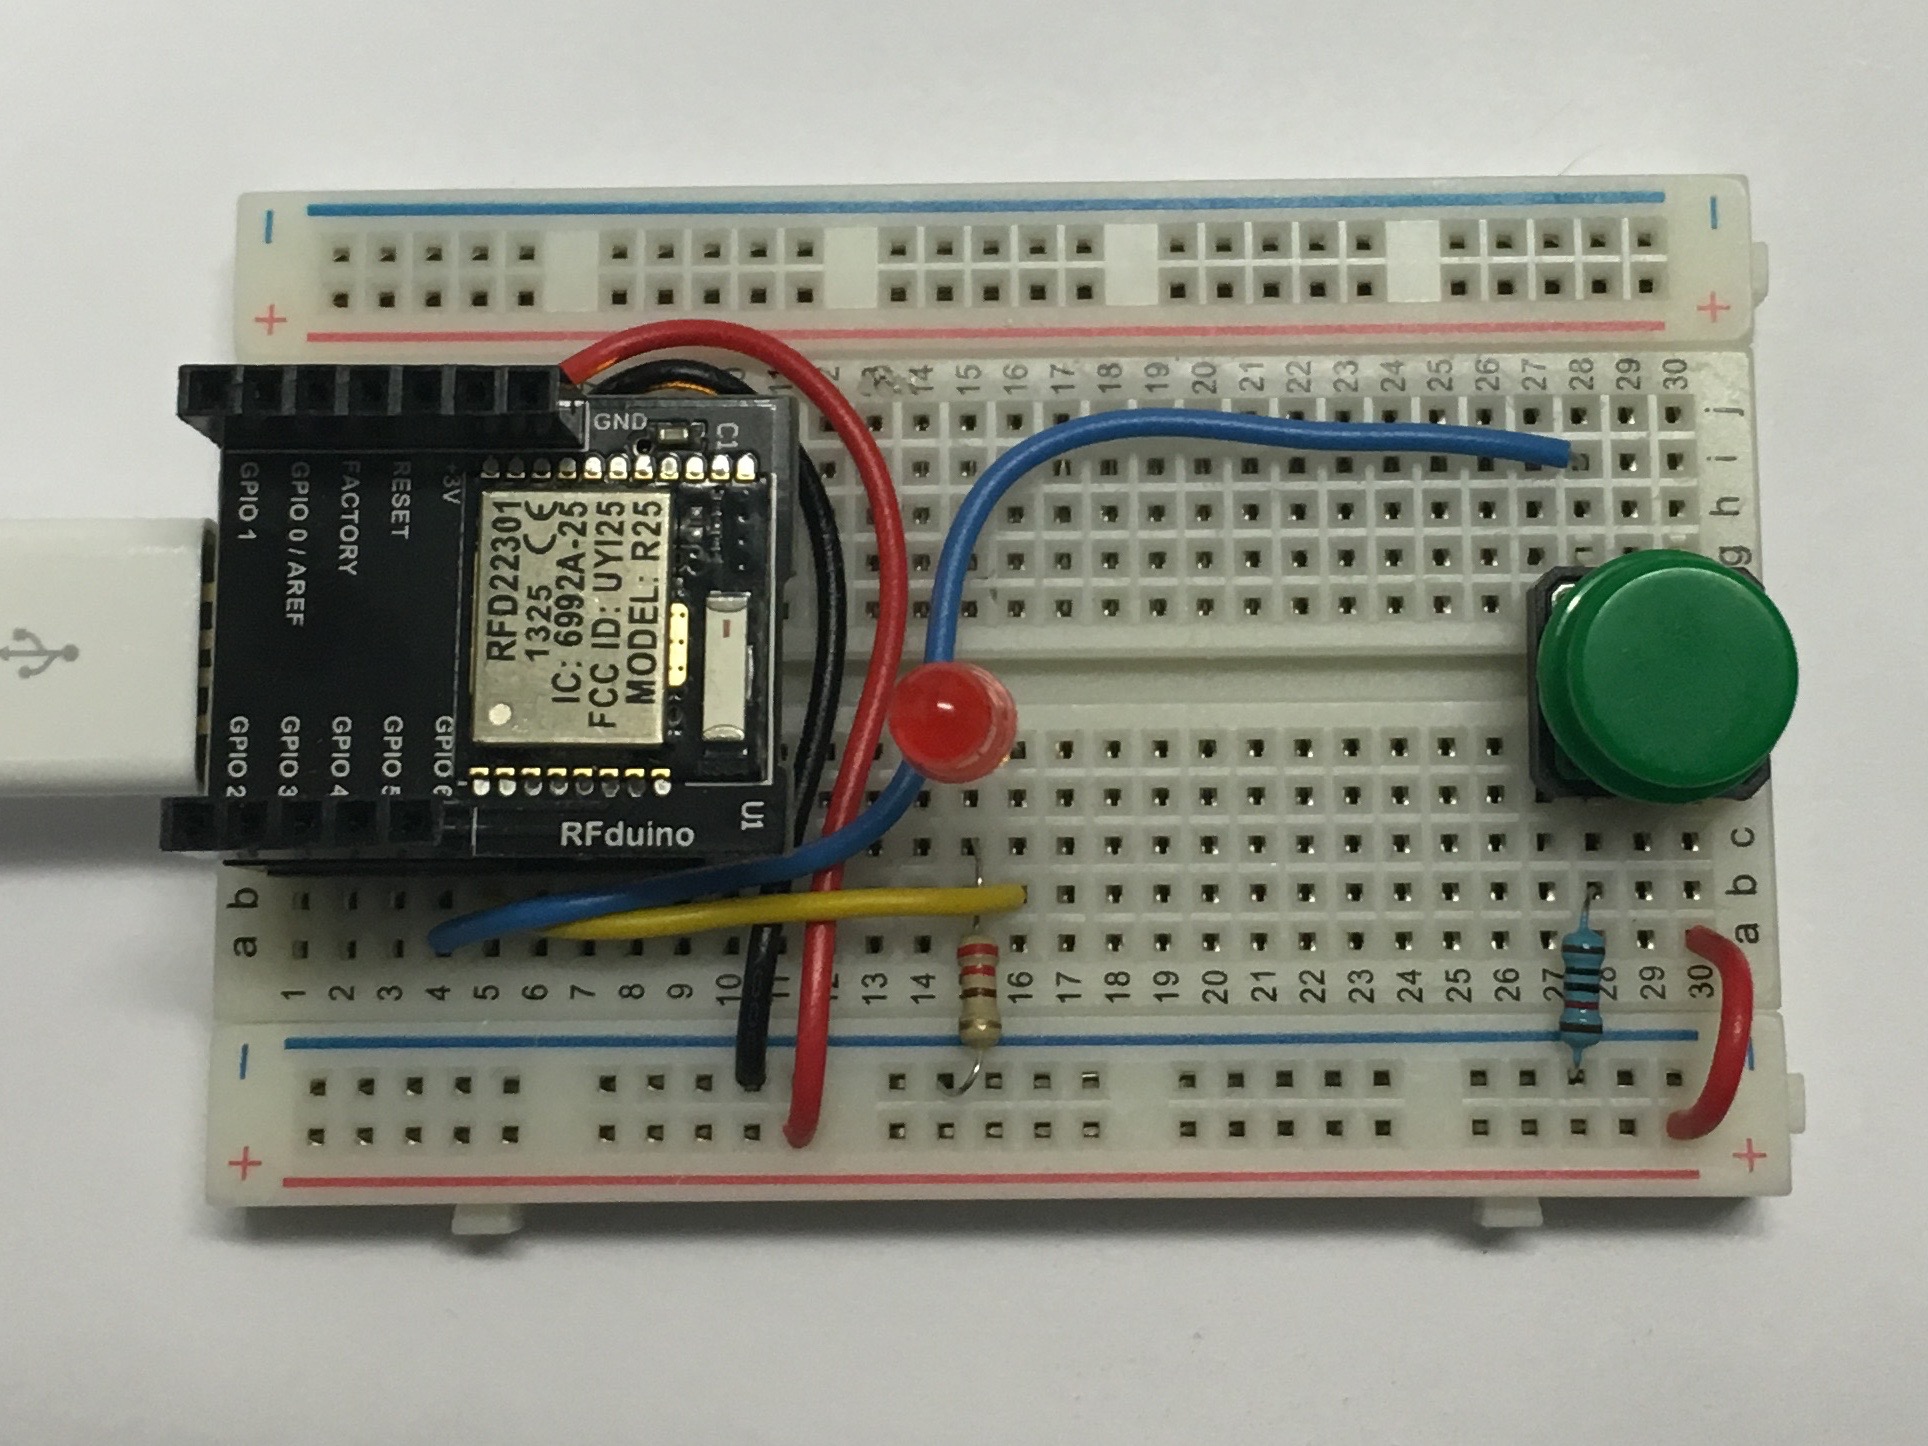 − −
+ +
12 13 14 15 16 17 18 19 20 21 22 23 24 25 26 27 28 29 30
j
i
h
g
GND
C1
GPIO 1
GPIO 0 / AREF
FACTORY
RESET
+3V
RFD22301
1325 CE
IC: 6992A-25
FCC ID: UYI25
MODEL: R25
GPIO 2
GPIO 3
GPIO 4
GPIO 5
GPIO 6
U1
RFduino
c
b b
a a
1 2 3 4 5 6 7 8 9 10 11 12 13 14 15 16 17 18 19 20 21 22 23 24 25 26 27 28 29 30
− −
+ +